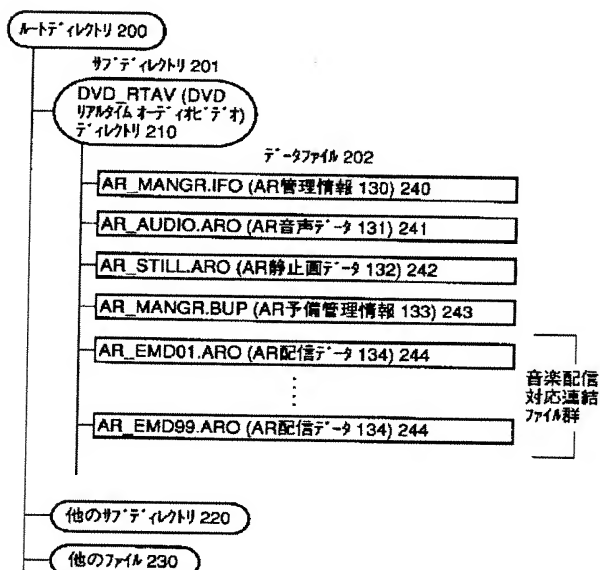 ルートディレクトリ 200
サブディレクトリ 201
DVD_RTAV (DVD
リアルタイム オーディオビデオ)
ディレクトリ 210
データファイル 202
AR_MANGR.IFO (AR管理情報 130) 240
AR_AUDIO.ARO (AR音声データ 131) 241
AR_STILL.ARO (AR静止画データ 132) 242
AR_MANGR.BUP (AR予備管理情報 133) 243
AR_EMD01.ARO (AR配信データ 134) 244
AR_EMD99.ARO (AR配信データ 134) 244
音楽配信
対応連結
ファイル群
他のサブディレクトリ 220
他のファイル 230